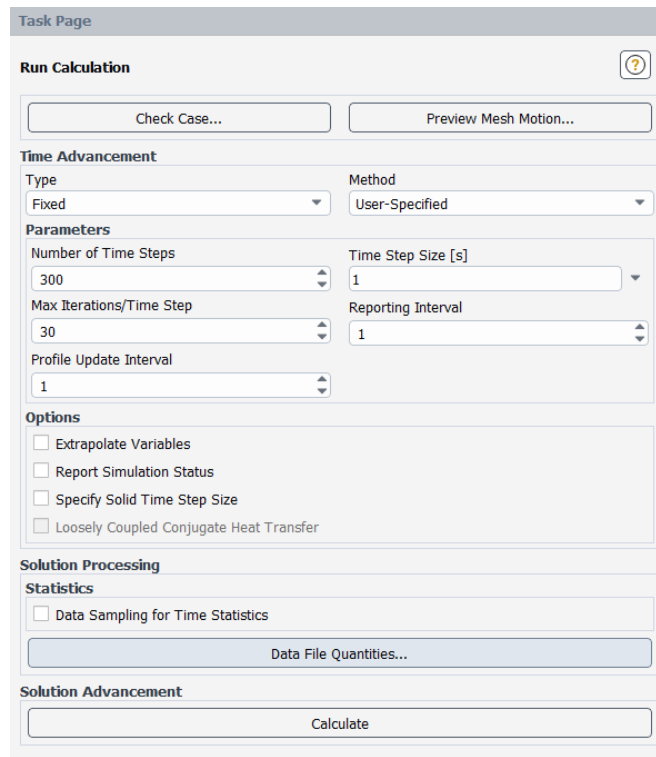 Task Page
Run Calculation
?
Check Case...
Preview Mesh Motion...
Time Advancement
Type
Method
Fixed
User-Specified
Parameters
Number of Time Steps
Time Step Size [s]
300
1
Max Iterations/Time Step
Reporting Interval
30
1
Profile Update Interval
1
Options
Extrapolate Variables
Report Simulation Status
Specify Solid Time Step Size
Loosely Coupled Conjugate Heat Transfer
Solution Processing
Statistics
Data Sampling for Time Statistics
Data File Quantities...
Solution Advancement
Calculate